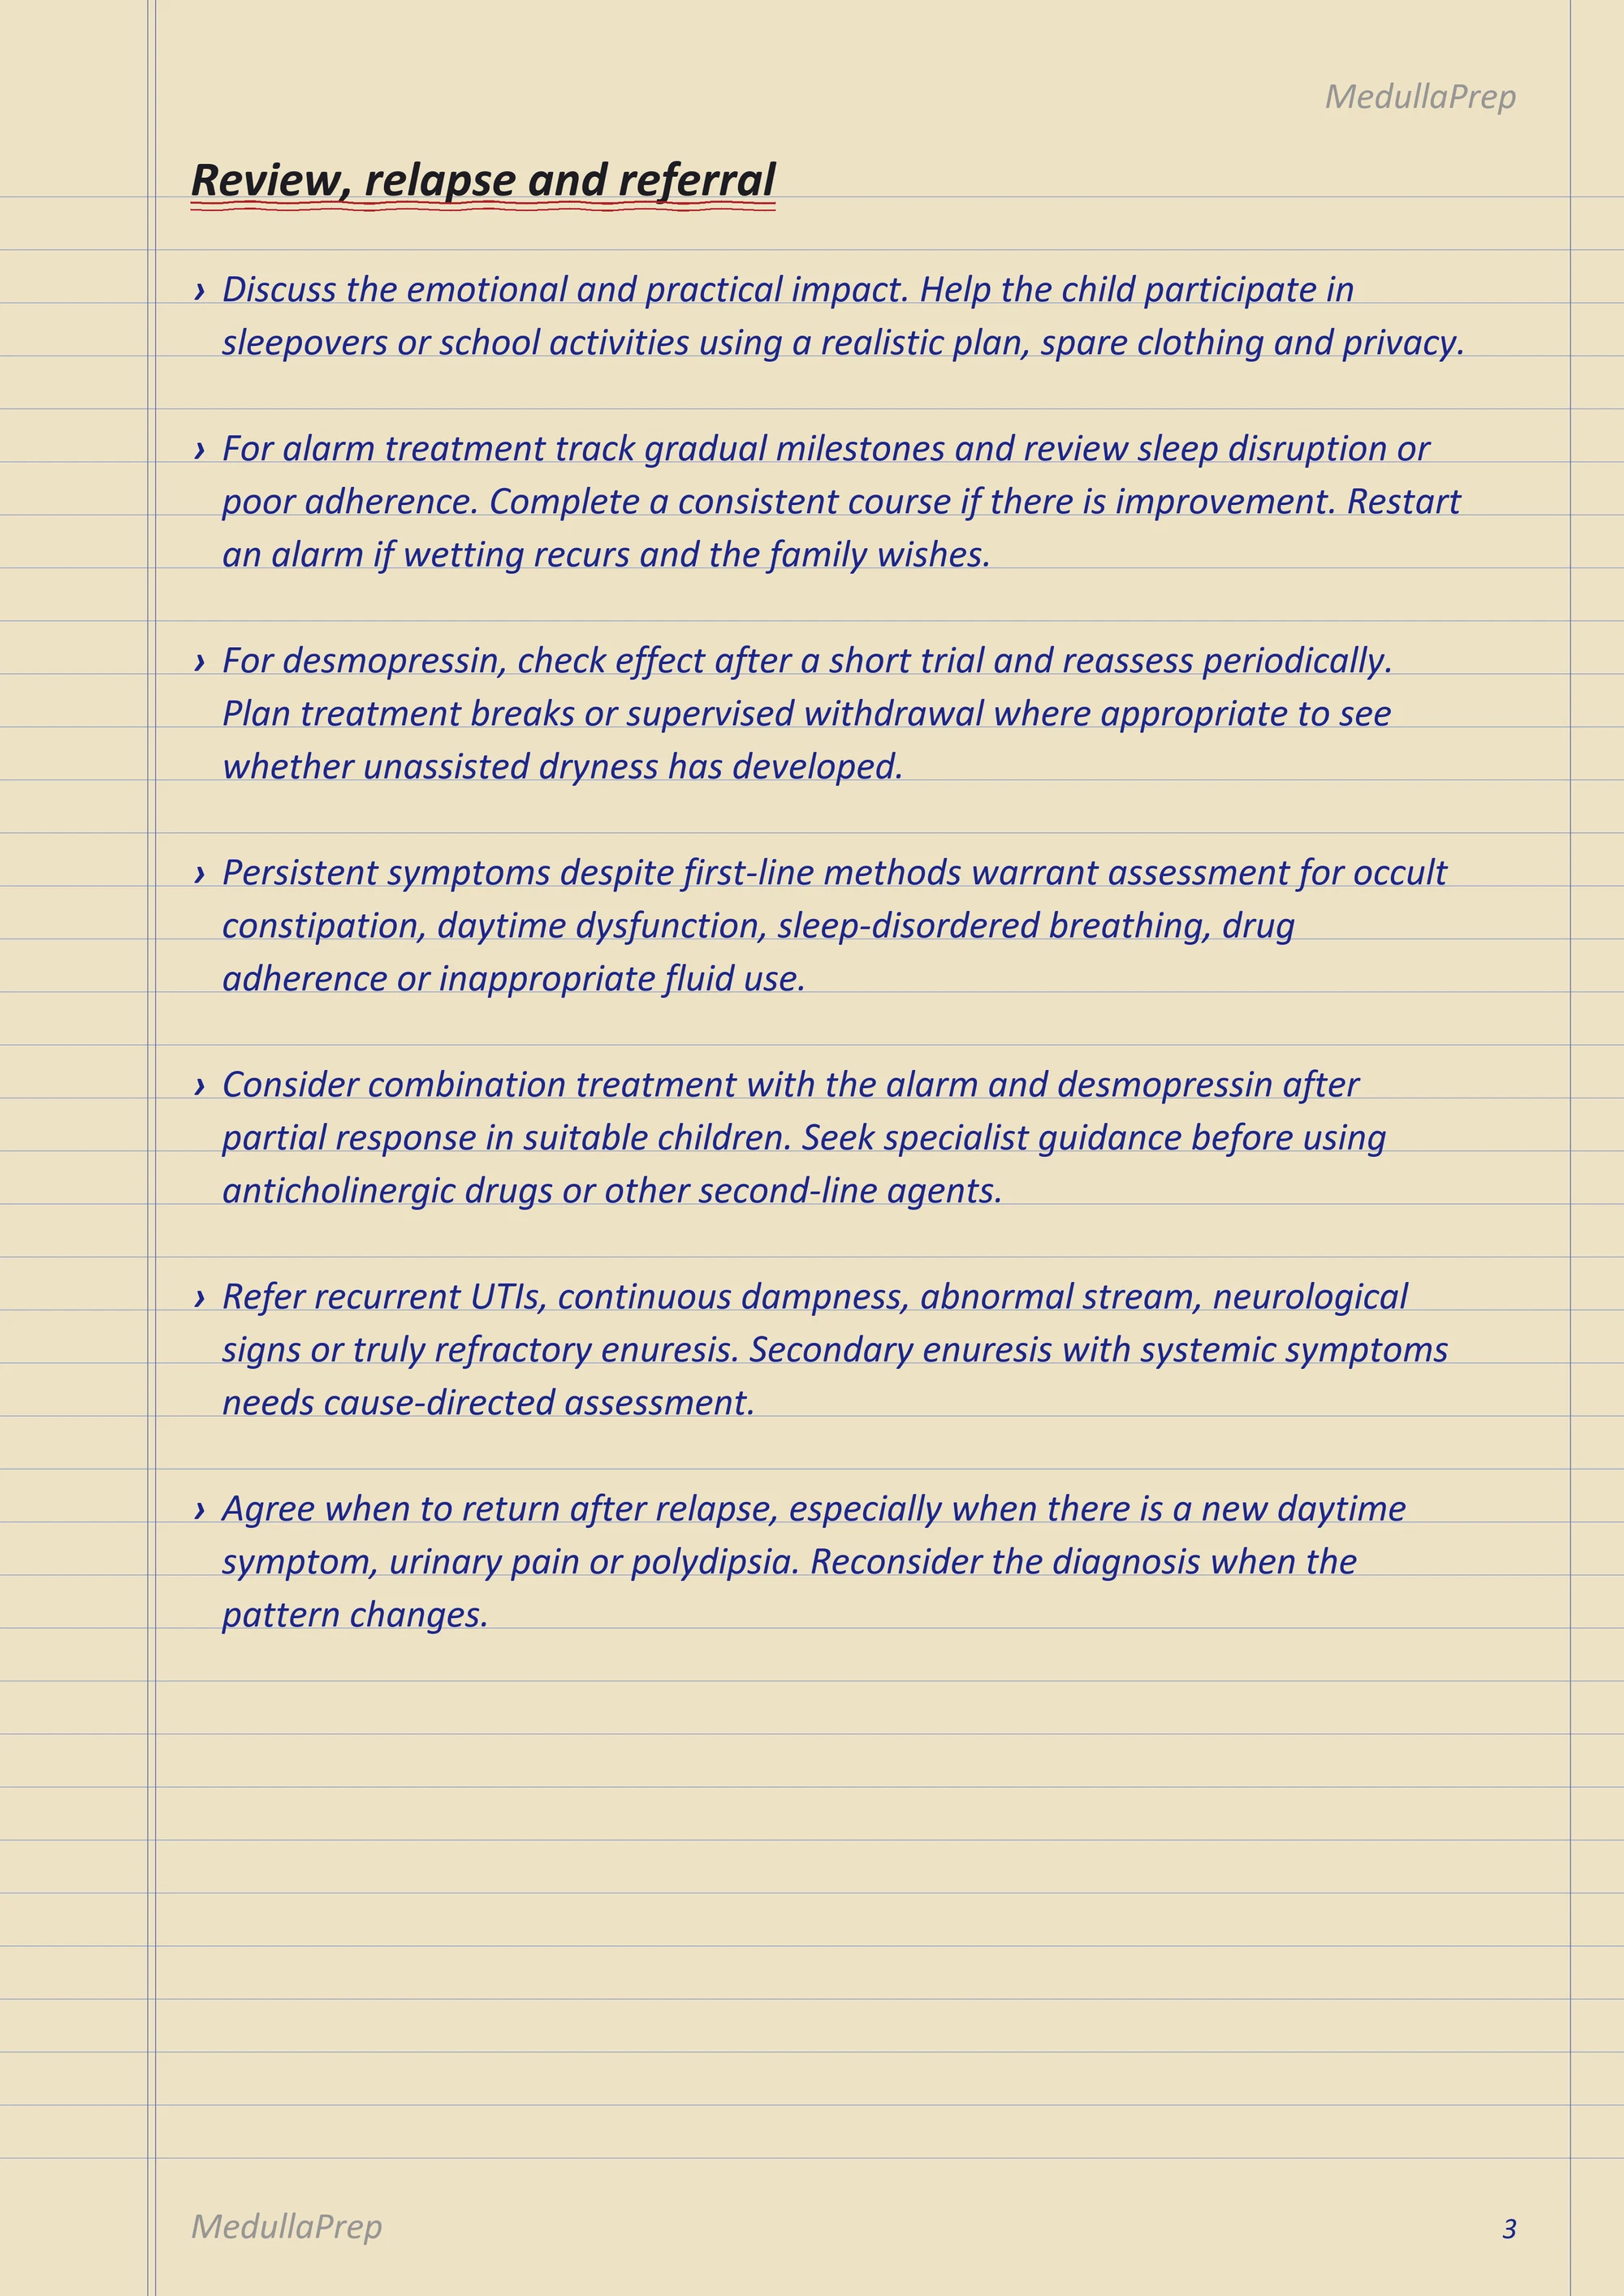 MedullaPrep
Review, relapse and referral
› Discuss the emotional and practical impact. Help the child participate in
sleepovers or school activities using a realistic plan, spare clothing and privacy.
› For alarm treatment track gradual milestones and review sleep disruption or
poor adherence. Complete a consistent course if there is improvement. Restart
an alarm if wetting recurs and the family wishes.
› For desmopressin, check effect after a short trial and reassess periodically.
Plan treatment breaks or supervised withdrawal where appropriate to see
whether unassisted dryness has developed.
› Persistent symptoms despite first-line methods warrant assessment for occult
constipation, daytime dysfunction, sleep-disordered breathing, drug
adherence or inappropriate fluid use.
› Consider combination treatment with the alarm and desmopressin after
partial response in suitable children. Seek specialist guidance before using
anticholinergic drugs or other second-line agents.
› Refer recurrent UTIs, continuous dampness, abnormal stream, neurological
signs or truly refractory enuresis. Secondary enuresis with systemic symptoms
needs cause-directed assessment.
› Agree when to return after relapse, especially when there is a new daytime
symptom, urinary pain or polydipsia. Reconsider the diagnosis when the
pattern changes.
MedullaPrep
3